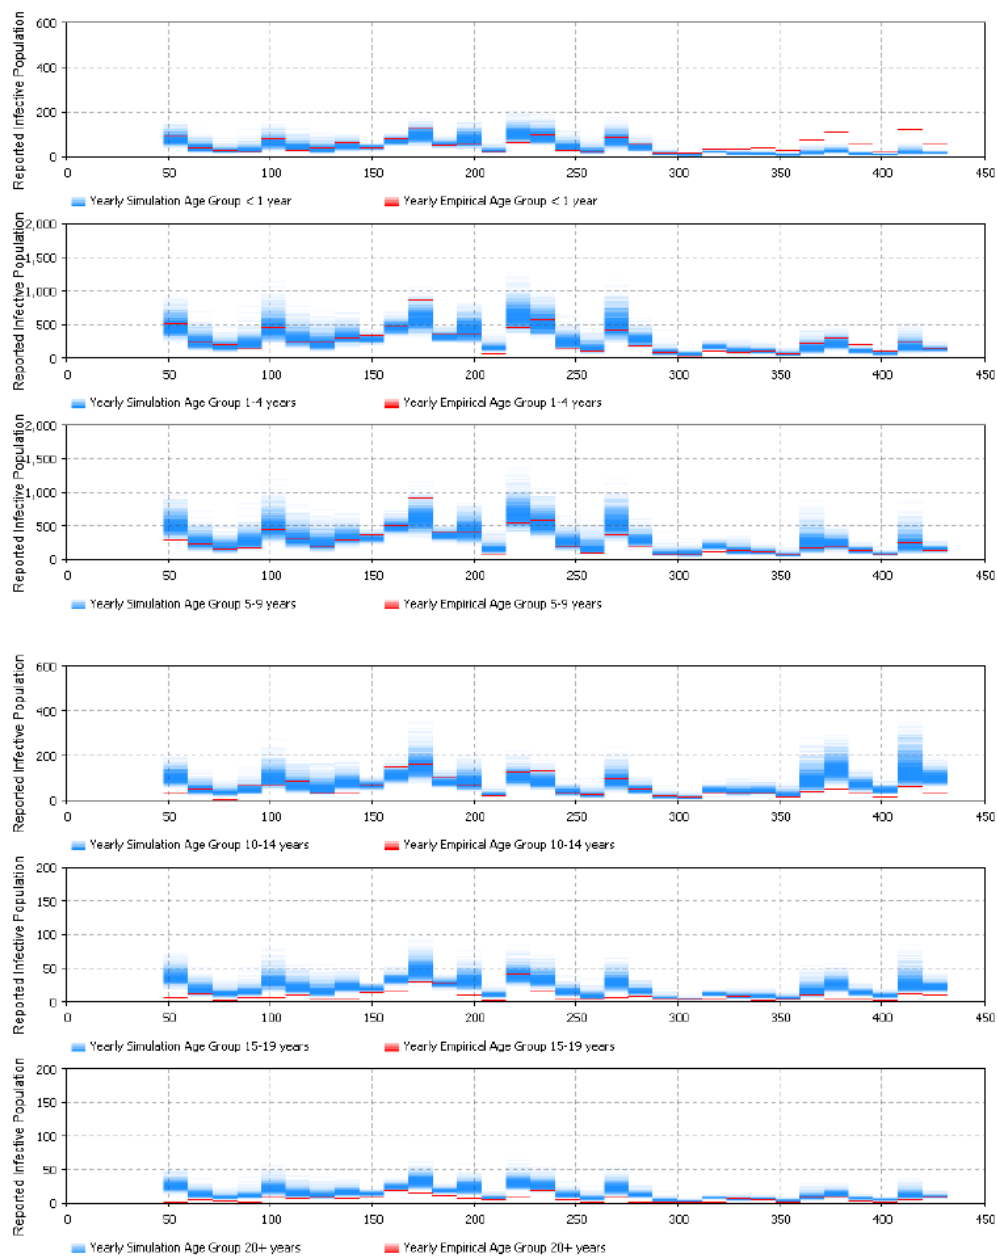 Reported Infective Population
600
400
200
0
0 50 100 150 200 250 300 350 400 450
Yearly Simulation Age Group < 1 year Yearly Empirical Age Group < 1 year
Reported Infective Population
2,000
1,500
1,000
500
0
0 50 100 150 200 250 300 350 400 450
Yearly Simulation Age Group 1-4 years Yearly Empirical Age Group 1-4 years
Reported Infective Population
2,000
1,500
1,000
500
0
0 50 100 150 200 250 300 350 400 450
Yearly Simulation Age Group 5-9 years Yearly Empirical Age Group 5-9 years
Reported Infective Population
600
400
200
0
0 50 100 150 200 250 300 350 400 450
Yearly Simulation Age Group 10-14 years Yearly Empirical Age Group 10-14 years
Reported Infective Population
200
150
100
50
0
0 50 100 150 200 250 300 350 400 450
Yearly Simulation Age Group 15-19 years Yearly Empirical Age Group 15-19 years
Reported Infective Population
200
150
100
50
0
0 50 100 150 200 250 300 350 400 450
Yearly Simulation Age Group 20+ years Yearly Empirical Age Group 20+ years